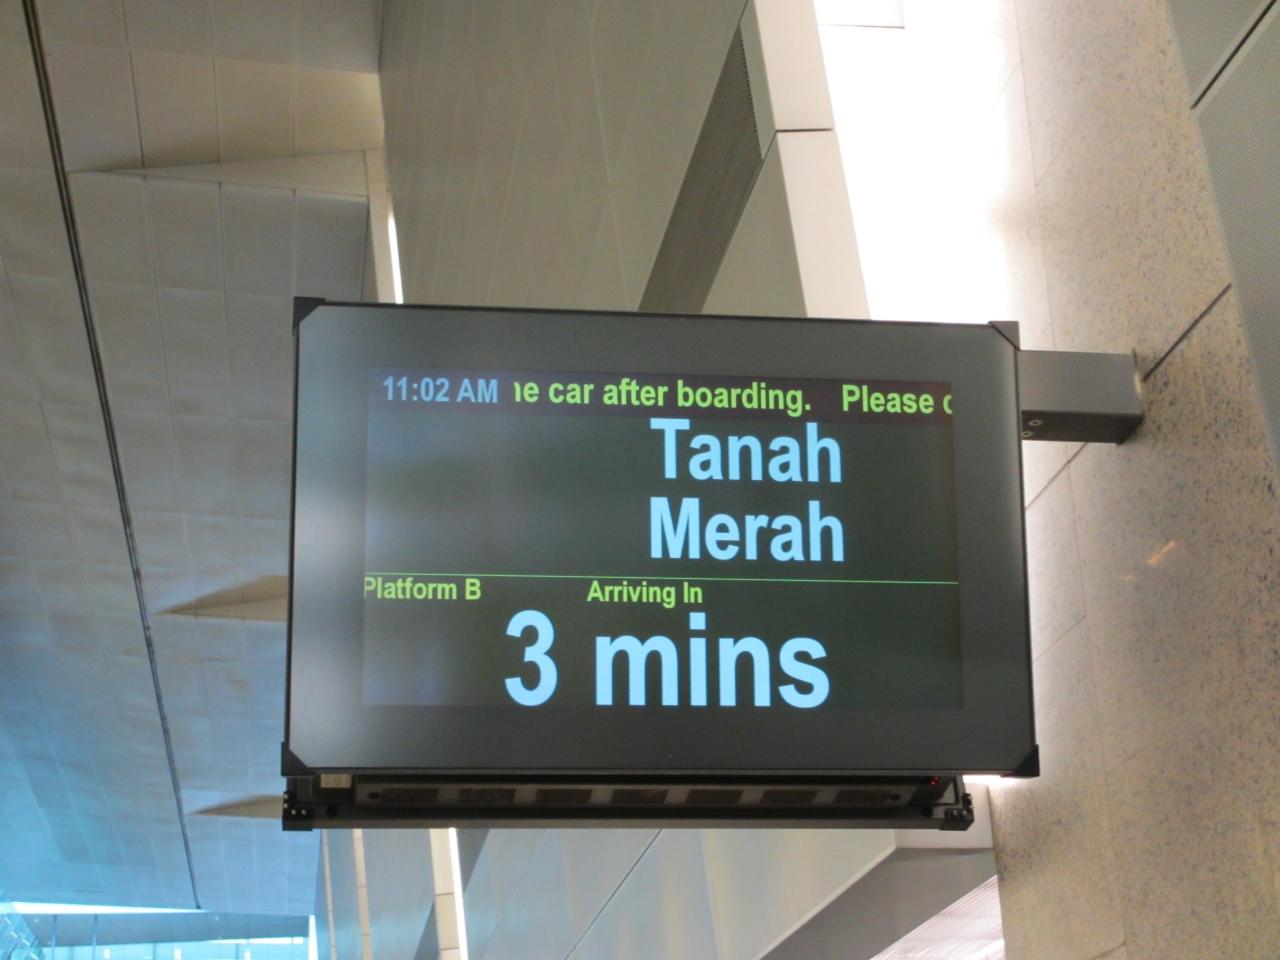 11:02 AM car after boarding. Please
Tanah
Merah
Platform B Arriving In
3 mins